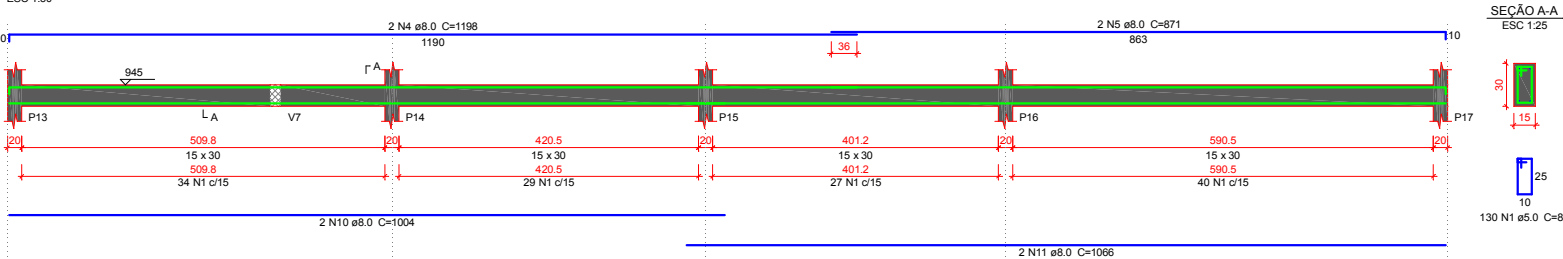 2 N4 ø8.0 C=1198
1190
2 N5 ø8.0 C=871
863
10
36
SEÇÃO A-A
ESC 1:25
945
A
A
V7
P13
P14
P15
P16
P17
30
15
20 509.8 20 420.5 20 401.2 20 590.5 20
15 x 30 15 x 30 15 x 30 15 x 30
509.8 420.5 401.2 590.5
34 N1 c/15 29 N1 c/15 27 N1 c/15 40 N1 c/15
25
10
130 N1 ø5.0 C=8
2 N10 ø8.0 C=1004
2 N11 ø8.0 C=1066